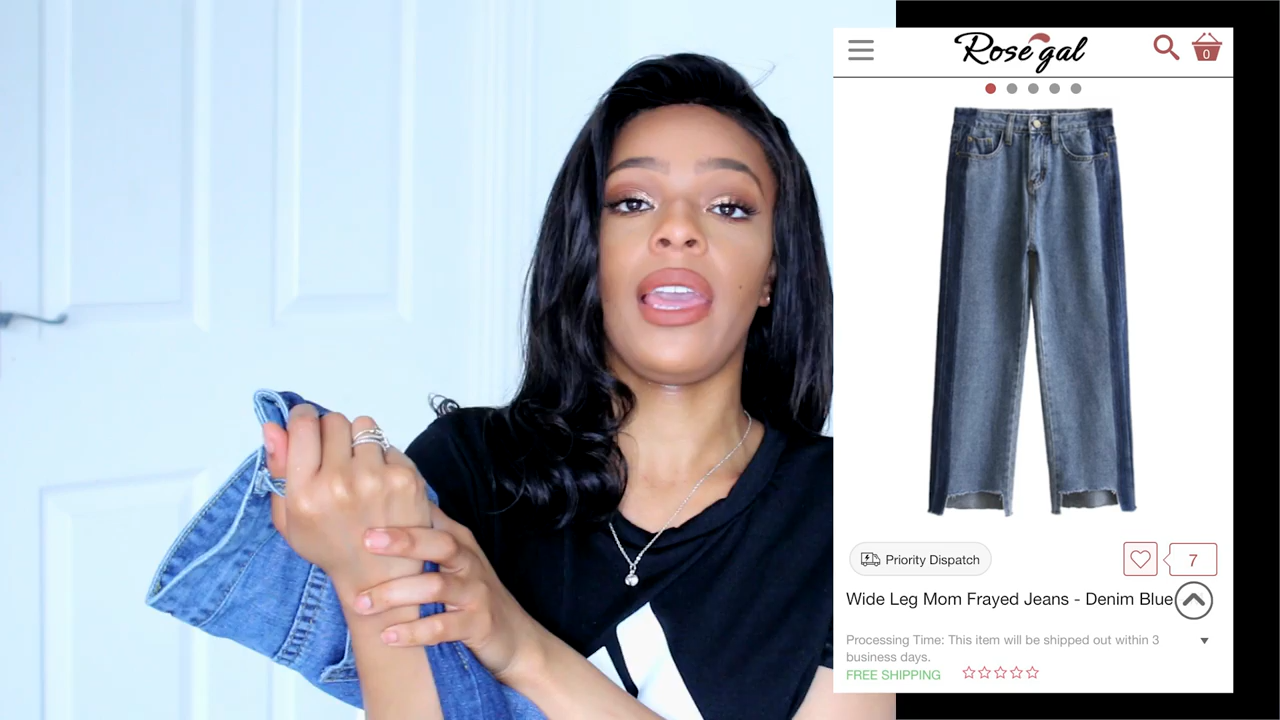 Rosegal
0
Priority Dispatch
7
Wide Leg Mom Frayed Jeans - Denim Blue
Processing Time: This item will be shipped out within 3
business days.
FREE SHIPPING